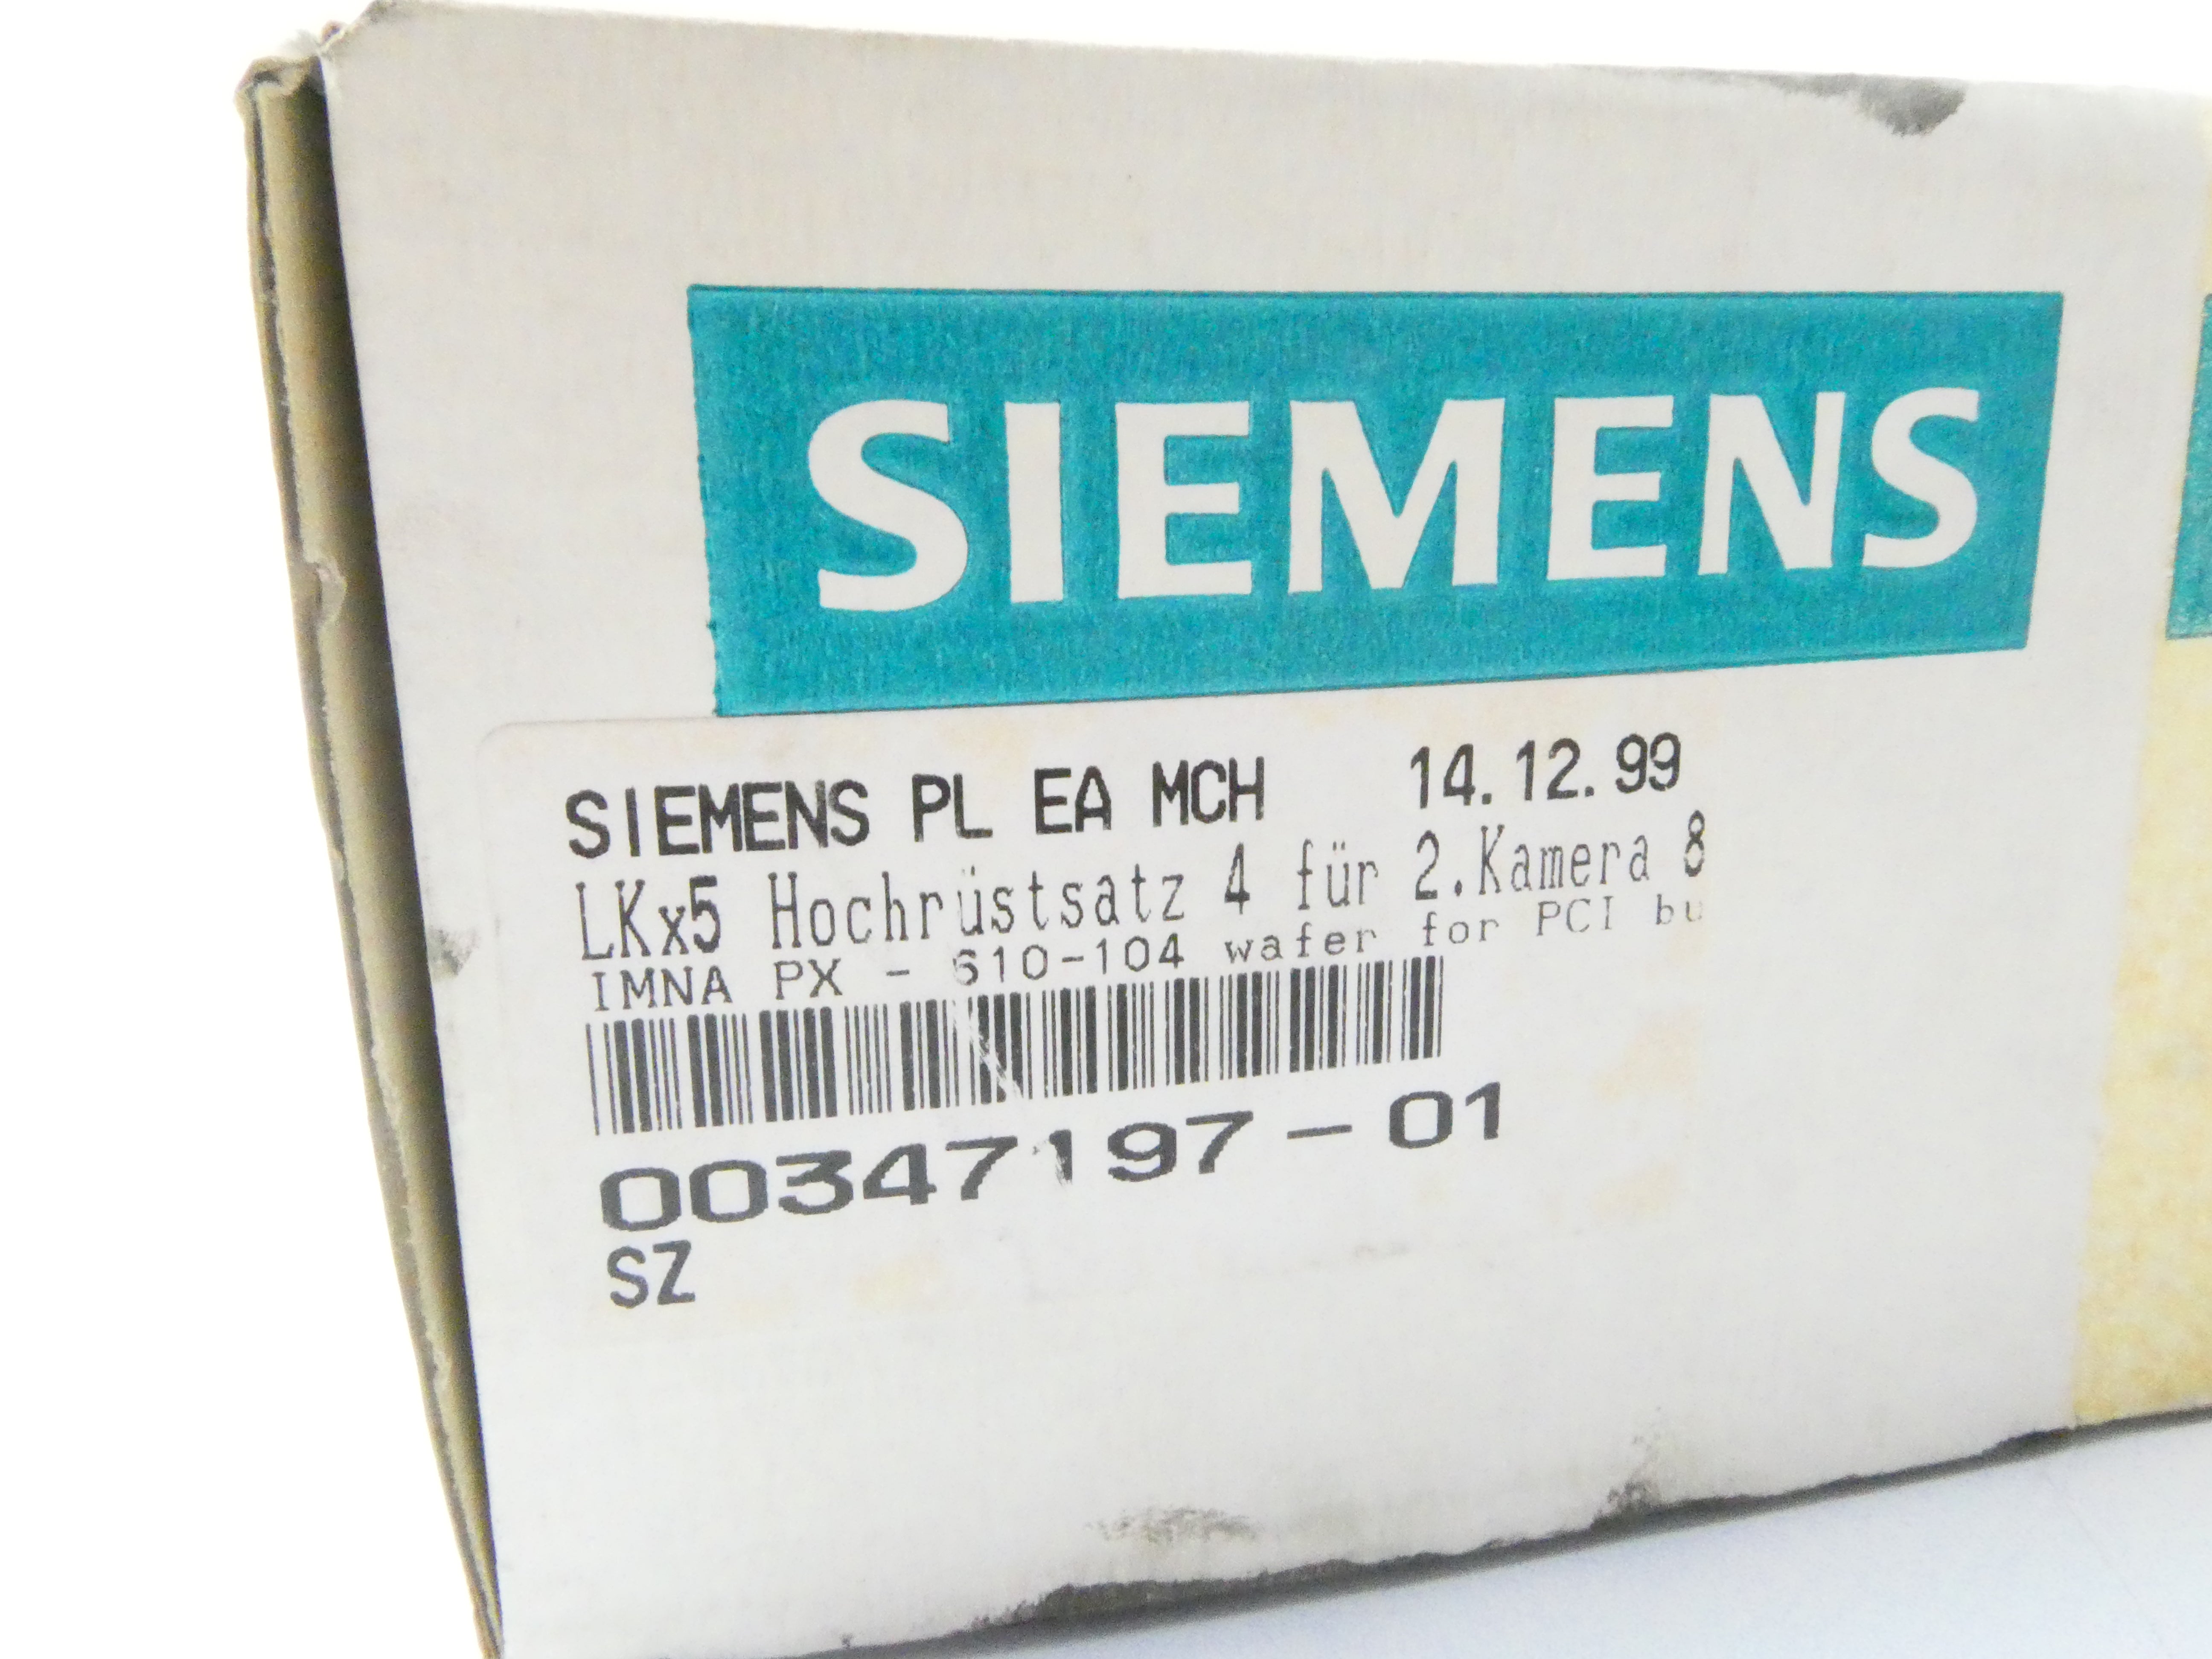 SIEMENS
SIEMENS PL EA MCH 14.12.99
LKx5 Hochrüstsatz 4 für 2.Kamera 8
IMNA PX - 610-104 wafer for PCI bu
00347197-01
SZ